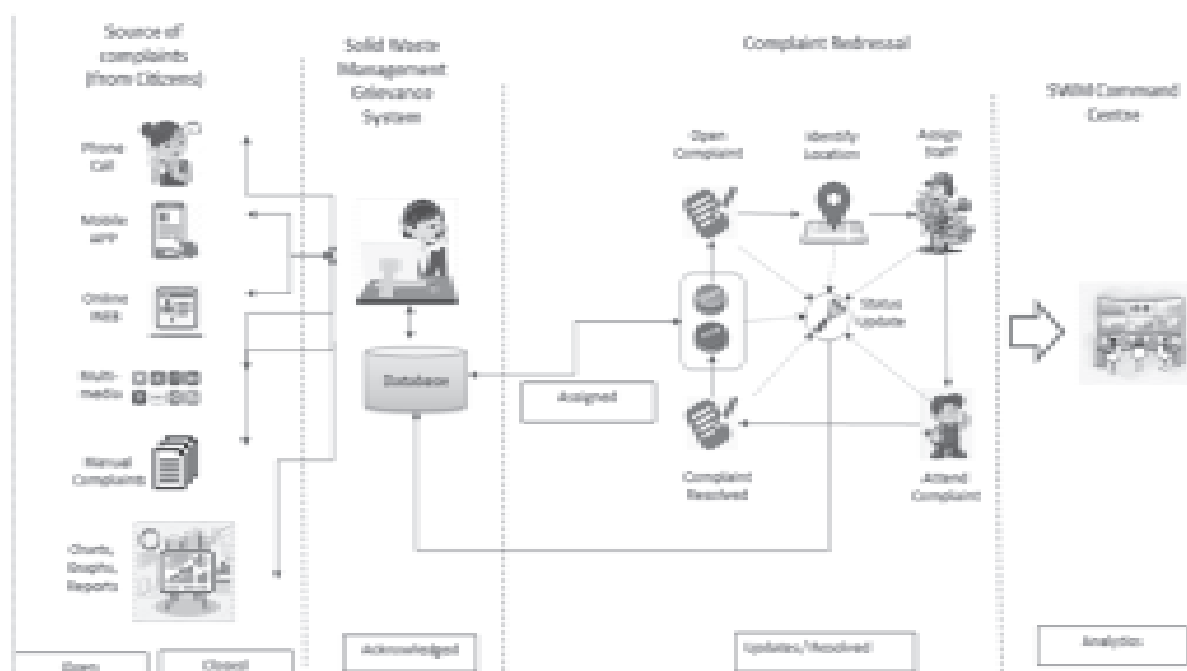 Source of
complaints
(From Citizens)
Solid Waste
Management
Grievance
System
Complaint Redressal
SWM Command
Centre
Phone
Call
Mobile
APP
Online
WEB
Multi-
media
Manual
Complaints
Charts,
Graphs,
Reports
Database
Assigned
Open
Complaint
Identify
Location
Assign
Staff
Status
Update
Complaint
Resolved
Attend
Complaint
Open
Closed
Acknowledged
Updates/Resolved
Analytics